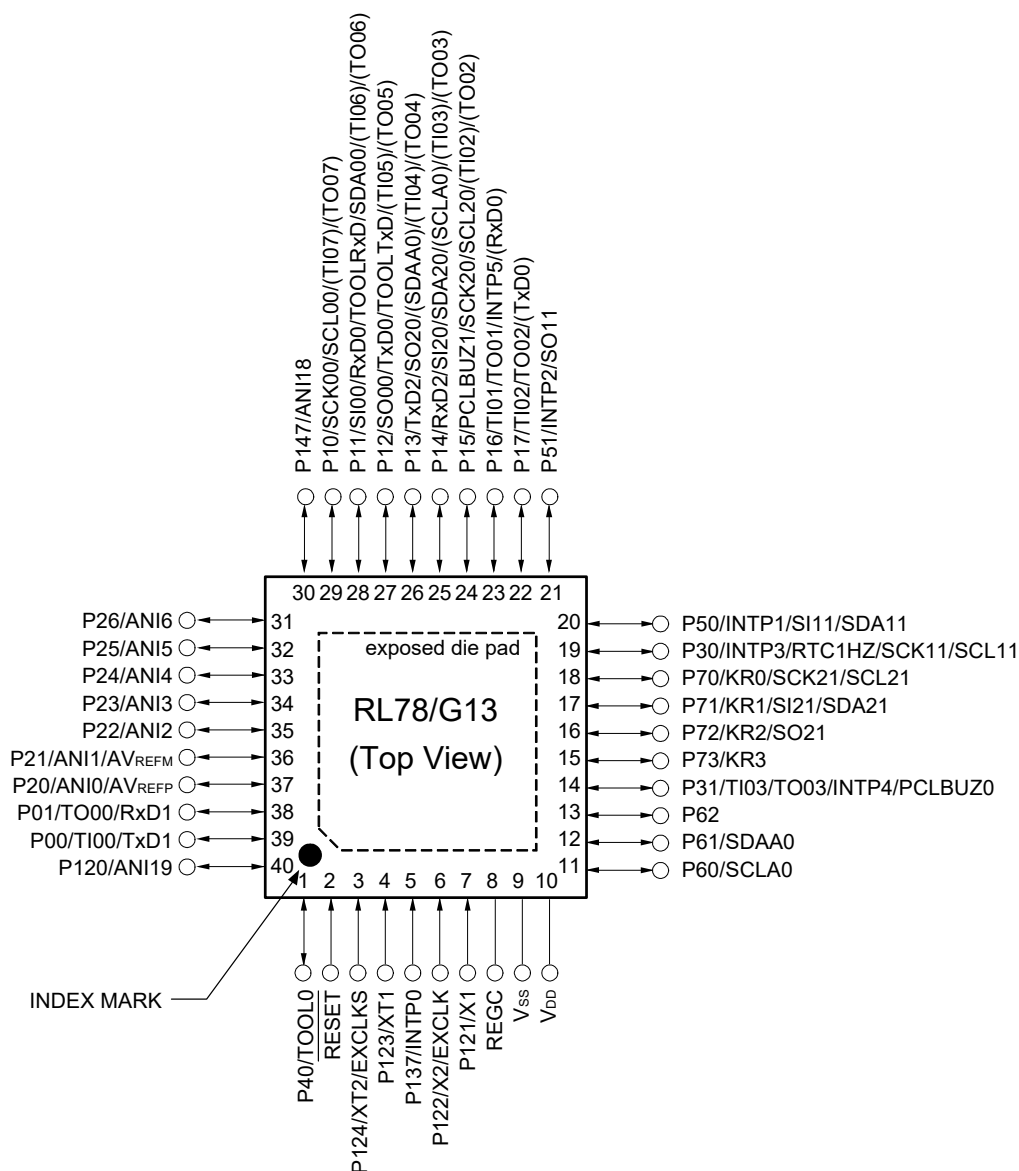 P147/ANI18
P10/SCK00/SCL00/(TI07)/(TO07)
P11/SI00/RxD0/TOOLRxD/SDA00/(TI06)/(TO06)
P12/SO00/TxD0/TOOLTxD/(TI05)/(TO05)
P13/TxD2/SO20/(SDAA0)/(TI04)/(TO04)
P14/RxD2/SI20/SDA20/(SCLA0)/(TI03)/(TO03)
P15/PCLBUZ1/SCK20/SCL20/(TI02)/(TO02)
P16/TI01/TO01/INTP5/(RxD0)
P17/TI02/TO02/(TxD0)
P51/INTP2/SO11
30 29 28 27 26 25 24 23 22 21
P26/ANI6 31
P25/ANI5 32
P24/ANI4 33
P23/ANI3 34
P22/ANI2 35
P21/ANI1/AVREFM 36
P20/ANI0/AVREFP 37
P01/TO00/RxD1 38
P00/TI00/TxD1 39
P120/ANI19 40
exposed die pad
RL78/G13
(Top View)
20 P50/INTP1/SI11/SDA11
19 P30/INTP3/RTC1HZ/SCK11/SCL11
18 P70/KR0/SCK21/SCL21
17 P71/KR1/SI21/SDA21
16 P72/KR2/SO21
15 P73/KR3
14 P31/TI03/TO03/INTP4/PCLBUZ0
13 P62
12 P61/SDAA0
11 P60/SCLA0
1 2 3 4 5 6 7 8 9 10
INDEX MARK
P40/TOOL0
RESET
P124/XT2/EXCLKS
P123/XT1
P137/INTP0
P122/X2/EXCLK
P121/X1
REGC
VSS
VDD